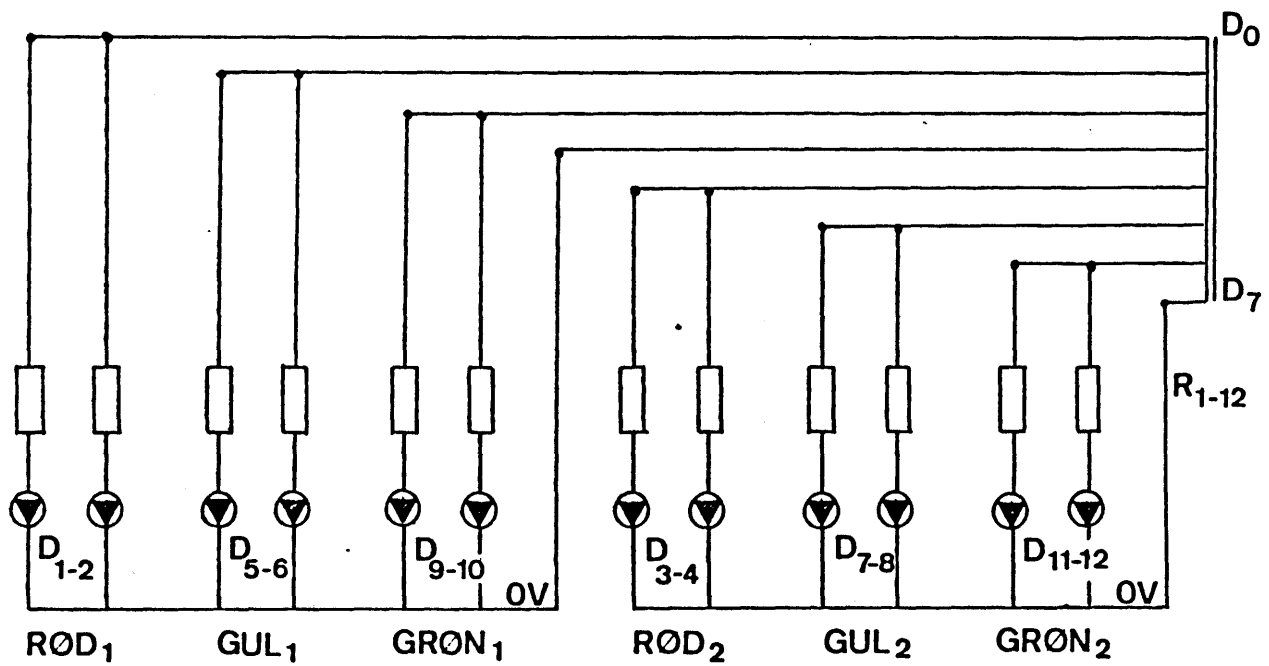 D0
D7
R1-12
D1-2
D5-6
D9-10
0V
D3-4
D7-8
D11-12
0V
RØD1
GUL1
GRØN1
RØD2
GUL2
GRØN2